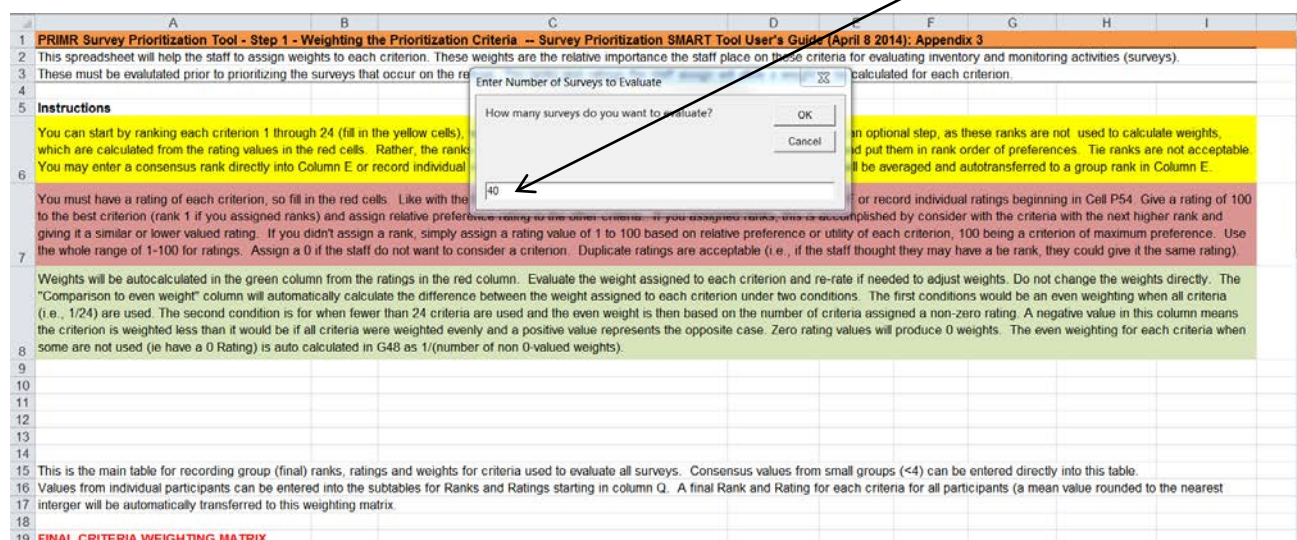 A B C D E F G H I
1 PRIMR Survey Prioritization Tool - Step 1 - Weighting the Prioritization Criteria -- Survey Prioritization SMART Tool User's Guide (April 8 2014): Appendix 3
2 This spreadsheet will help the staff to assign weights to each criterion. These weights are the relative importance the staff place on these criteria for evaluating inventory and monitoring activities (surveys).
3 These must be evalutated prior to prioritizing the surveys that occur on the re calculated for each criterion.
4
5 Instructions
You can start by ranking each criterion 1 through 24 (fill in the yellow cells), an optional step, as these ranks are not used to calculate weights,
which are calculated from the rating values in the red cells. Rather, the ranks d put them in rank order of preferences. Tie ranks are not acceptable.
6 You may enter a consensus rank directly into Column E or record individual ll be averaged and autotransferred to a group rank in Column E.
You must have a rating of each criterion, so fill in the red cells. Like with the F or record individual ratings beginning in Cell P54. Give a rating of 100
to the best criterion (rank 1 if you assigned ranks) and assign relative preference rating to the other criteria. If you assigned ranks, this is accomplished by consider with the criteria with the next higher rank and
giving it a similar or lower valued rating. If you didn't assign a rank, simply assign a rating value of 1 to 100 based on relative preference or utility of each criterion, 100 being a criterion of maximum preference. Use
7 the whole range of 1-100 for ratings. Assign a 0 if the staff do not want to consider a criterion. Duplicate ratings are acceptable (i.e., if the staff thought they may have a tie rank, they could give it the same rating).
Weights will be autocalculated in the green column from the ratings in the red column. Evaluate the weight assigned to each criterion and re-rate if needed to adjust weights. Do not change the weights directly. The
"Comparison to even weight" column will automatically calculate the difference between the weight assigned to each criterion under two conditions. The first conditions would be an even weighting when all criteria
(i.e., 1/24) are used. The second condition is for when fewer than 24 criteria are used and the even weight is then based on the number of criteria assigned a non-zero rating. A negative value in this column means
the criterion is weighted less than it would be if all criteria were weighted evenly and a positive value represents the opposite case. Zero rating values will produce 0 weights. The even weighting for each criteria when
8 some are not used (ie have a 0 Rating) is auto calculated in G48 as 1/(number of non 0-valued weights).
9
10
11
12
13
14
15 This is the main table for recording group (final) ranks, ratings and weights for criteria used to evaluate all surveys. Consensus values from small groups (<4) can be entered directly into this table.
16 Values from individual participants can be entered into the subtables for Ranks and Ratings starting in column Q. A final Rank and Rating for each criteria for all participants (a mean value rounded to the nearest
17 interger will be automatically transferred to this weighting matrix.
18
19 FINAL CRITERIA WEIGHTING MATRIX
Enter Number of Surveys to Evaluate
How many surveys do you want to evaluate?
OK
Cancel
40